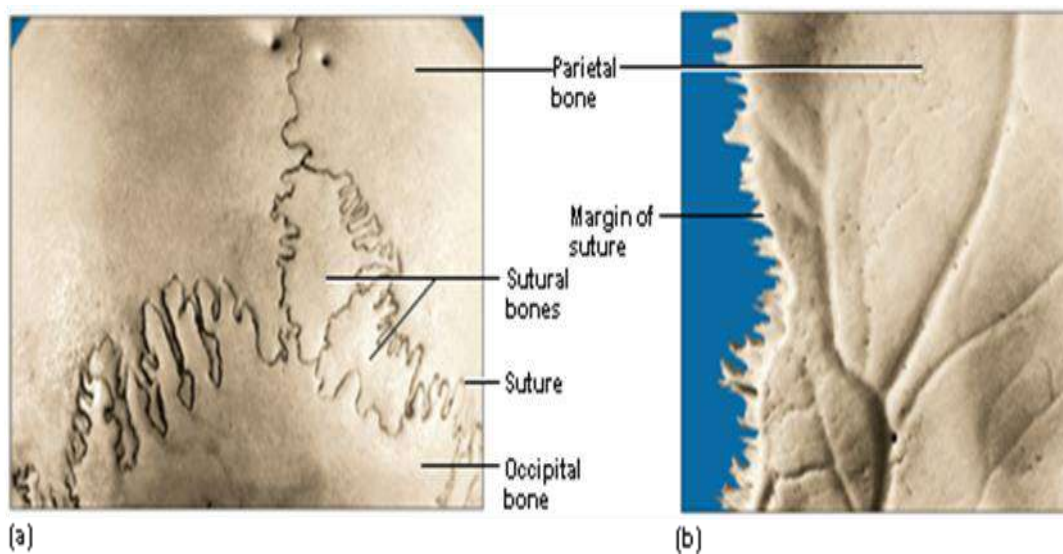 Parietal
bone
Margin of
suture
Sutural
bones
Suture
Occipital
bone
(a)
(b)